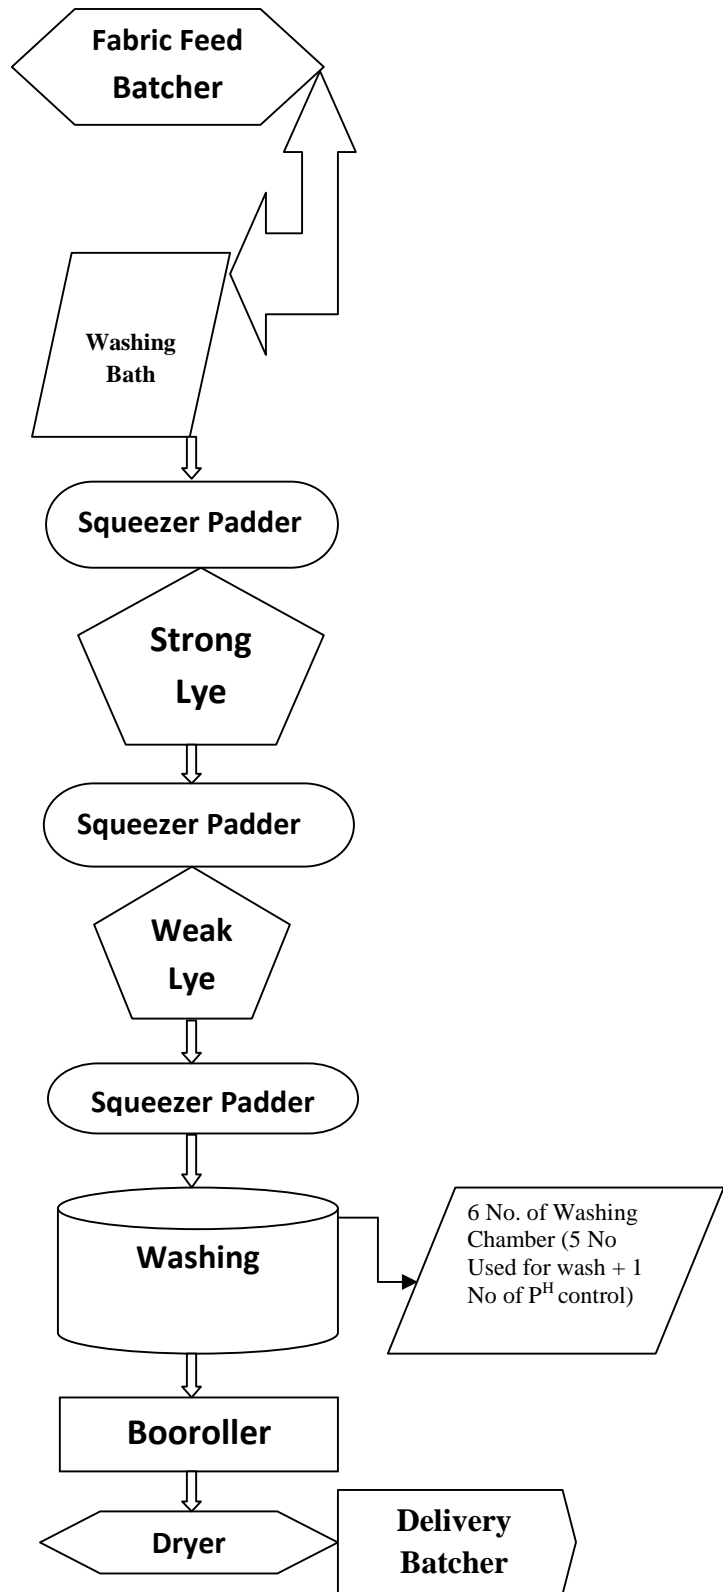 Fabric Feed
Batcher
Washing
Bath
Squeezer Padder
Strong
Lye
Squeezer Padder
Weak
Lye
Squeezer Padder
Washing
6 No. of Washing
Chamber (5 No
Used for wash + 1
No of P^H control)
Booroller
Dryer
Delivery
Batcher